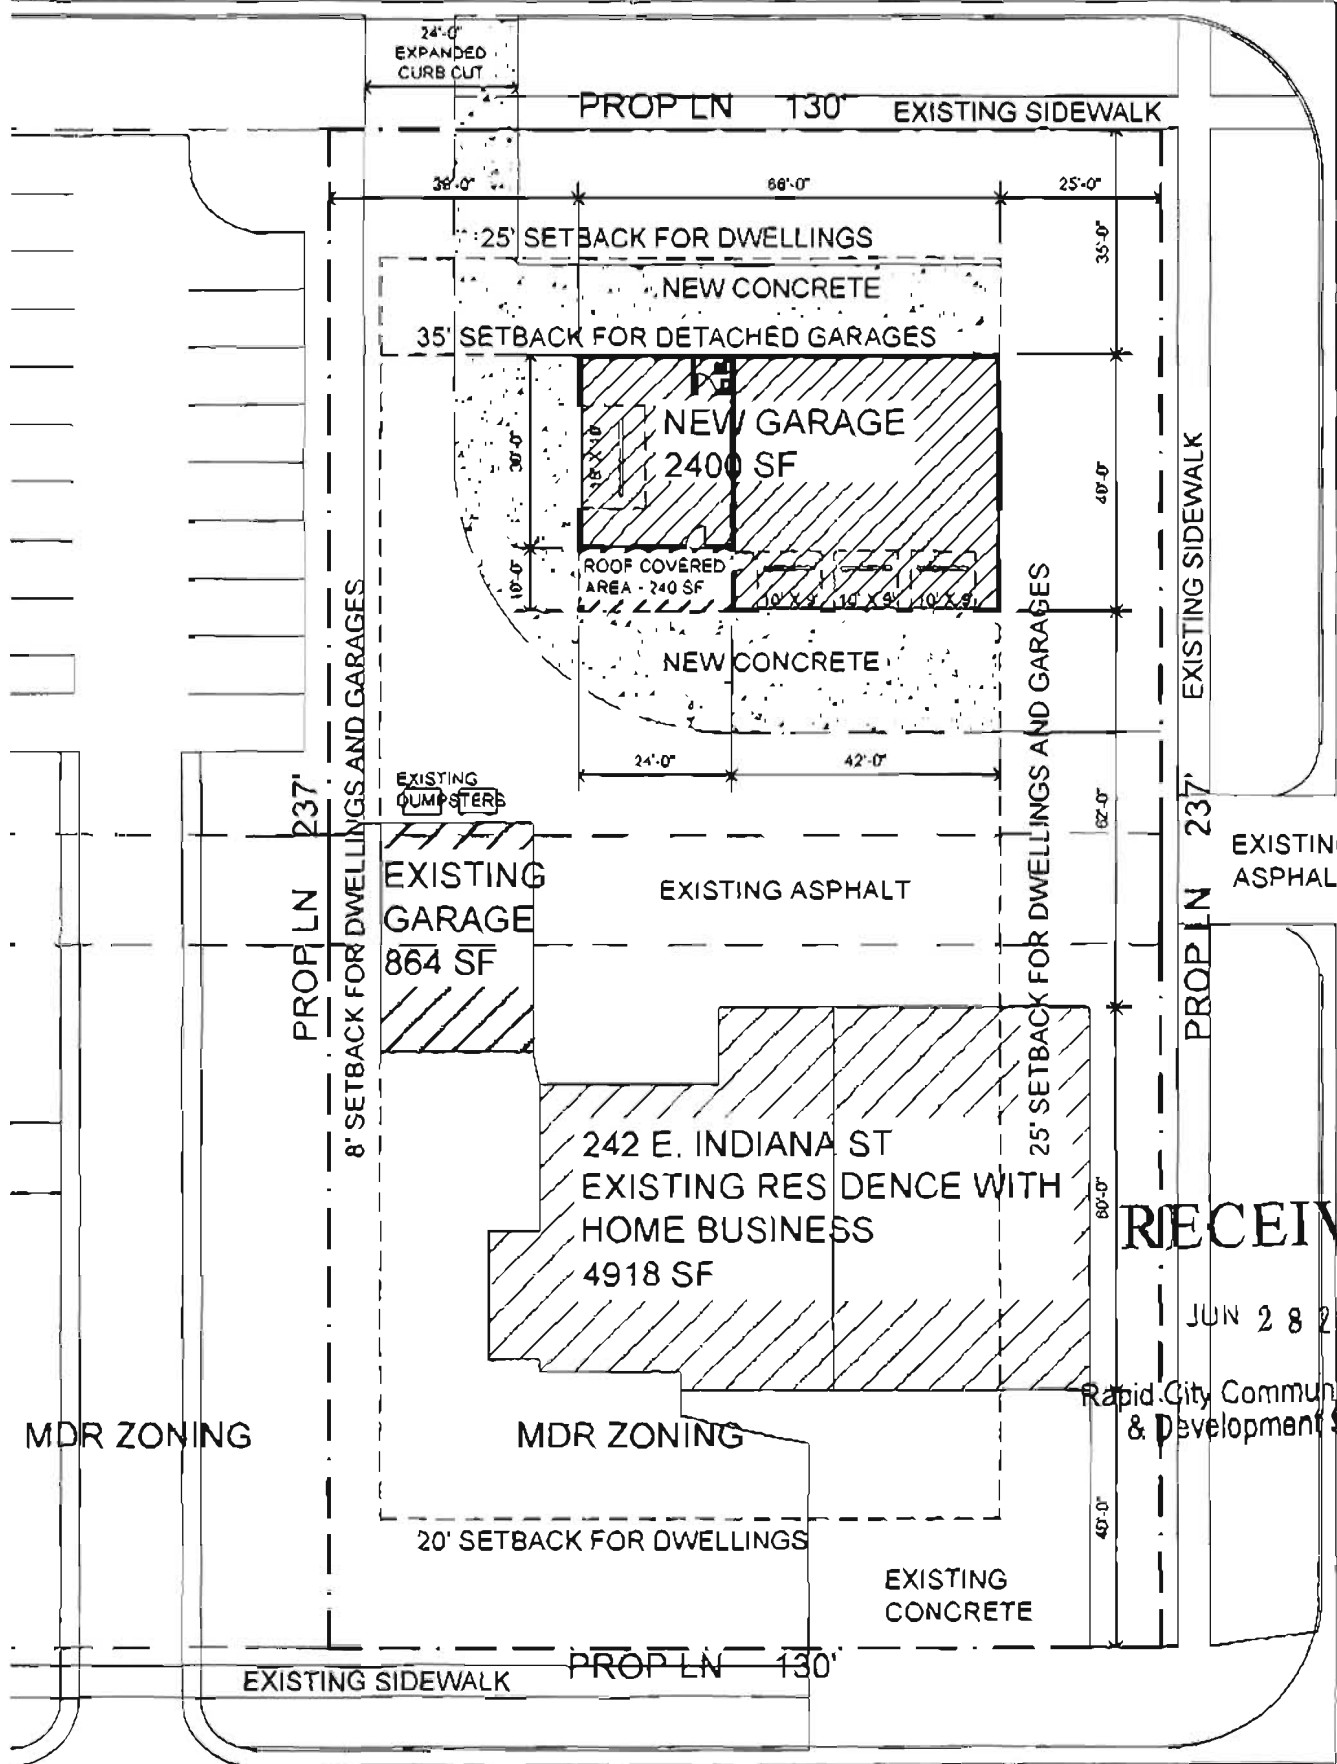 24'-0"
EXPANDED
CURB CUT
PROP LN 130'
EXISTING SIDEWALK
39'-0"
66'-0"
25'-0"
25' SETBACK FOR DWELLINGS
35'-0"
NEW CONCRETE
35' SETBACK FOR DETACHED GARAGES
NEW GARAGE
2400 SF
30'-0"
40'-0"
EXISTING SIDEWALK
10'-0"
ROOF COVERED
AREA - 240 SF
10' X 9'
10' X 9'
10' X 9'
NEW CONCRETE
8' SETBACK FOR DWELLINGS AND GARAGES
25' SETBACK FOR DWELLINGS AND GARAGES
24'-0"
42'-0"
EXISTING
DUMPSTERS
PROP LN 237'
62'-0"
PROP LN 237'
EXISTING
GARAGE
864 SF
EXISTING ASPHALT
EXISTIN
ASPHAL
242 E. INDIANA ST
EXISTING RES DENCE WITH
HOME BUSINESS
4918 SF
60'-0"
RECEIV
JUN 28 2
Rapid City Commun
& Development S
MDR ZONING
MDR ZONING
20' SETBACK FOR DWELLINGS
40'-0"
EXISTING
CONCRETE
PROP LN 130'
EXISTING SIDEWALK